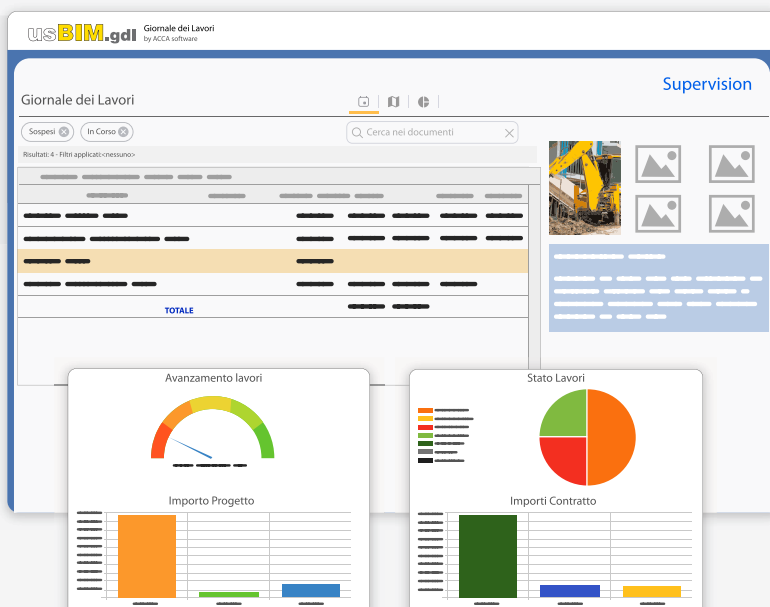 usBIM.gdl
Giornale dei Lavori
by ACCA software
Supervision
Giornale dei Lavori
Sospesi
In Corso
Cerca nei documenti
Risultati: 4 - Filtri applicati:<nessuno>
TOTALE
Avanzamento lavori
Stato Lavori
Importo Progetto
Importi Contratto